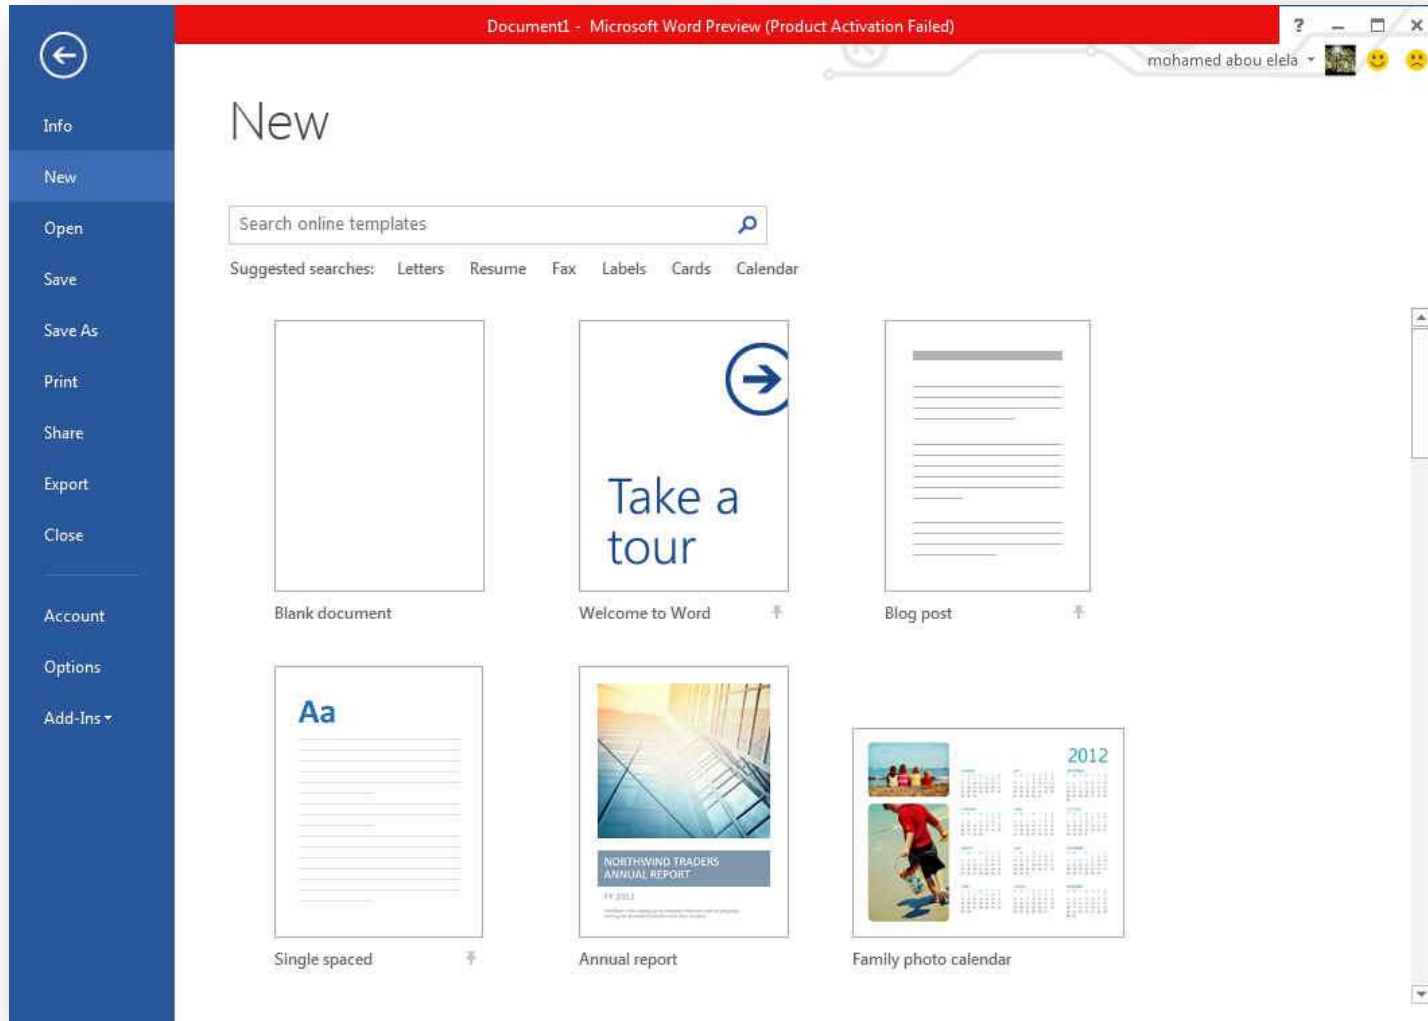 Document1 - Microsoft Word Preview (Product Activation Failed)
?
mohamed abou elela
Info
New
Open
Save
Save As
Print
Share
Export
Close
Account
Options
Add-Ins
New
Search online templates
Suggested searches: Letters Resume Fax Labels Cards Calendar
Take a
tour
Blank document
Welcome to Word
Blog post
Aa
NORTHWIND TRADERS
ANNUAL REPORT
FY 2012
2012
Single spaced
Annual report
Family photo calendar